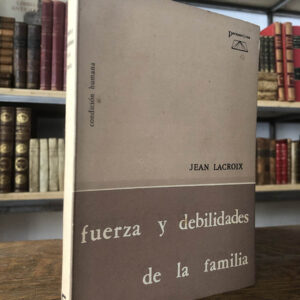 condición humana
JEAN LACROIX
fuerza y debilidades
de la familia